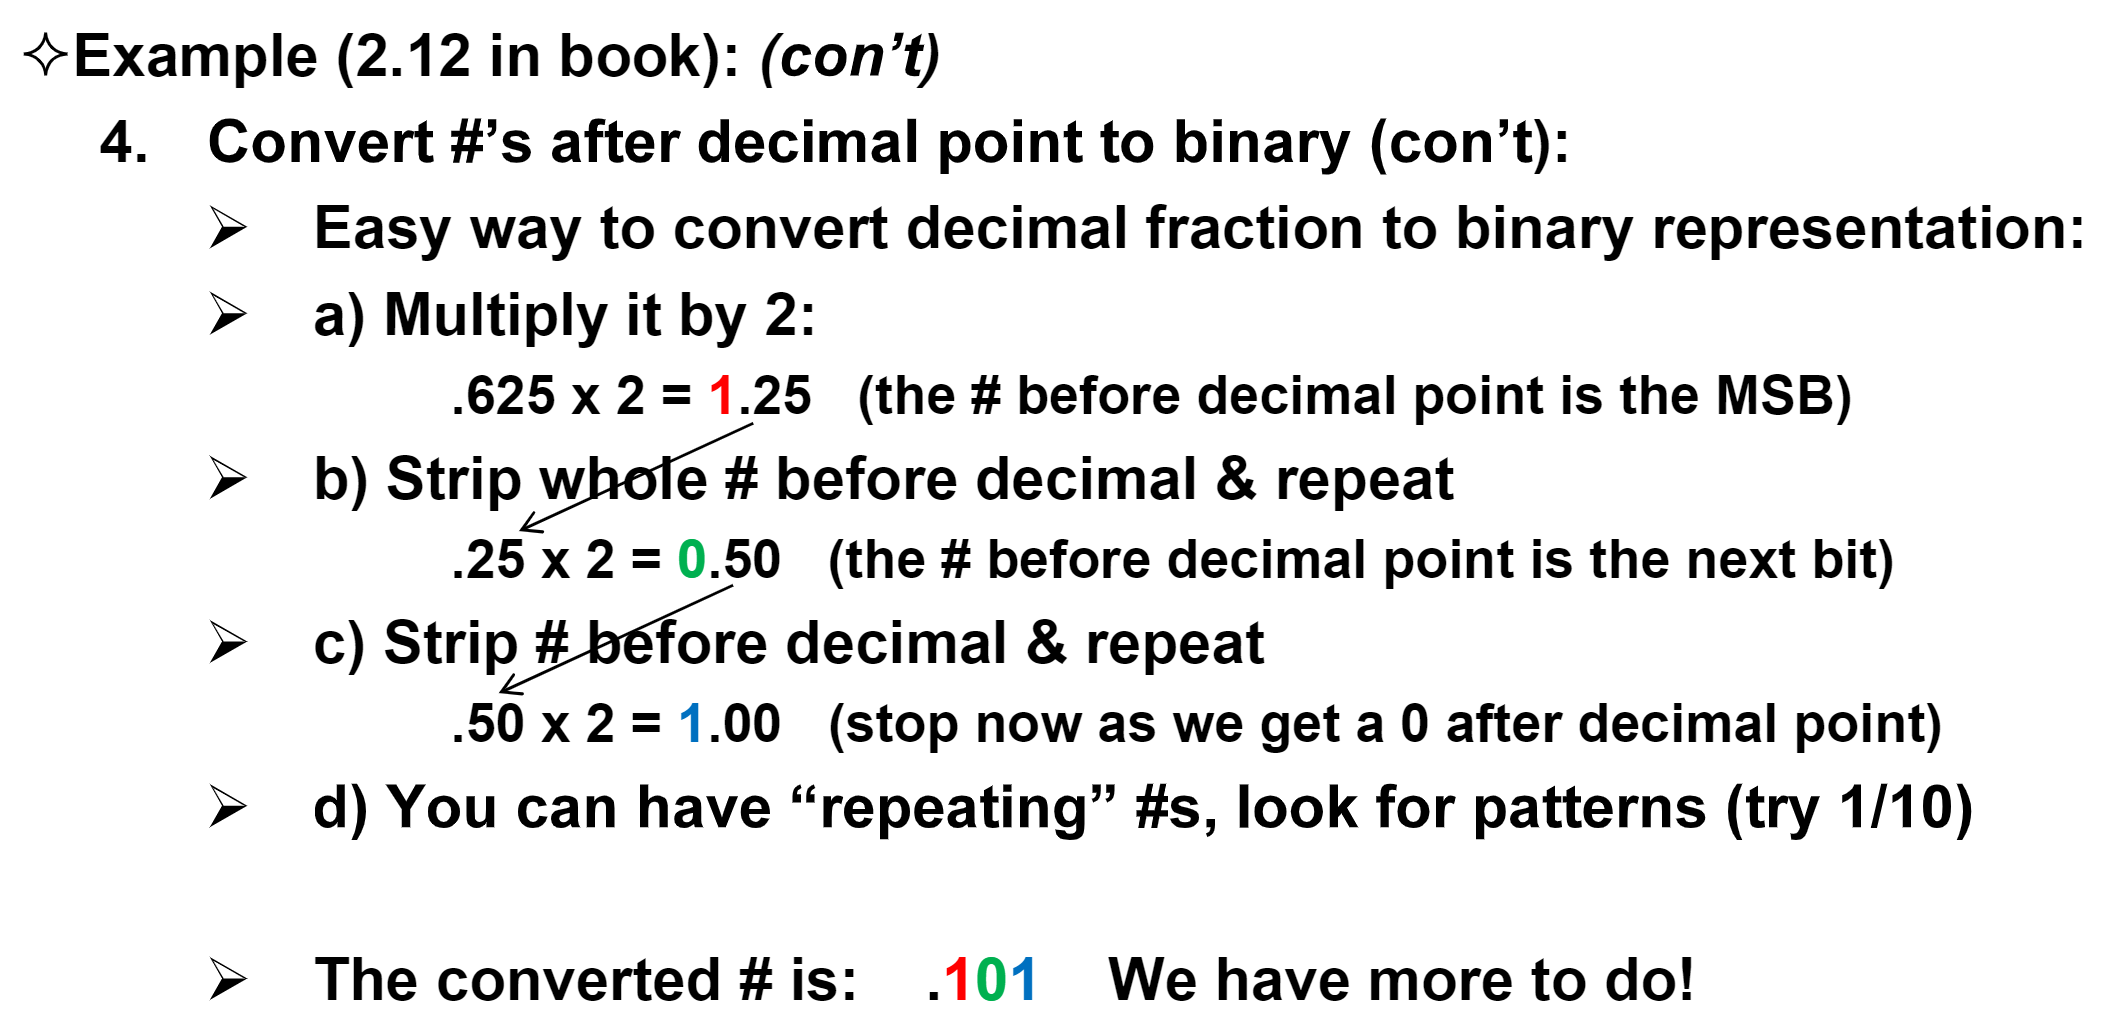 ✧Example (2.12 in book): (con’t)
4. Convert #’s after decimal point to binary (con’t):
➢ Easy way to convert decimal fraction to binary representation:
➢ a) Multiply it by 2:
.625 x 2 = 1.25 (the # before decimal point is the MSB)
➢ b) Strip whole # before decimal & repeat
.25 x 2 = 0.50 (the # before decimal point is the next bit)
➢ c) Strip # before decimal & repeat
.50 x 2 = 1.00 (stop now as we get a 0 after decimal point)
➢ d) You can have “repeating” #s, look for patterns (try 1/10)
➢ The converted # is: .101 We have more to do!